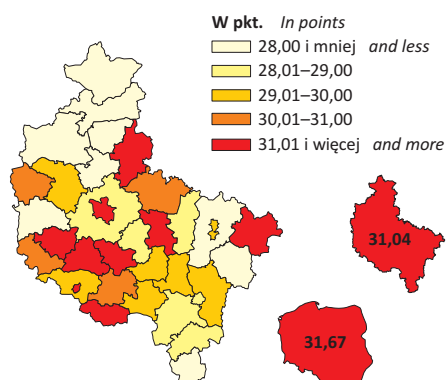 W pkt. In points
28,00 i mniej and less
28,01–29,00
29,01–30,00
30,01–31,00
31,01 i więcej and more
31,04
31,67